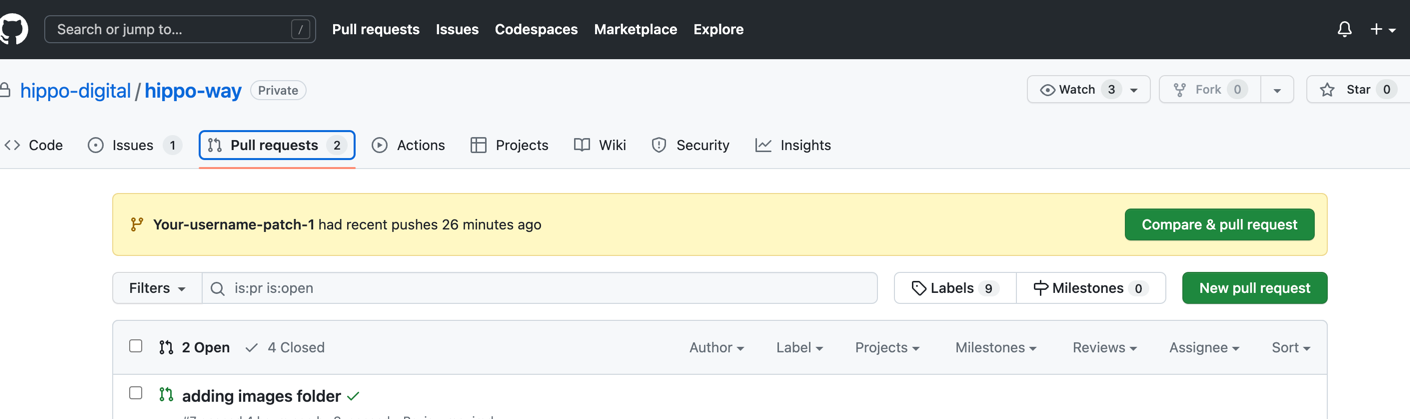 Search or jump to... / Pull requests Issues Codespaces Marketplace Explore
hippo-digital / hippo-way Private Watch 3 Fork 0 Star 0
Code Issues 1 Pull requests 2 Actions Projects Wiki Security Insights
Your-username-patch-1 had recent pushes 26 minutes ago Compare & pull request
Filters is:pr is:open Labels 9 Milestones 0 New pull request
2 Open 4 Closed Author Label Projects Milestones Reviews Assignee Sort
adding images folder